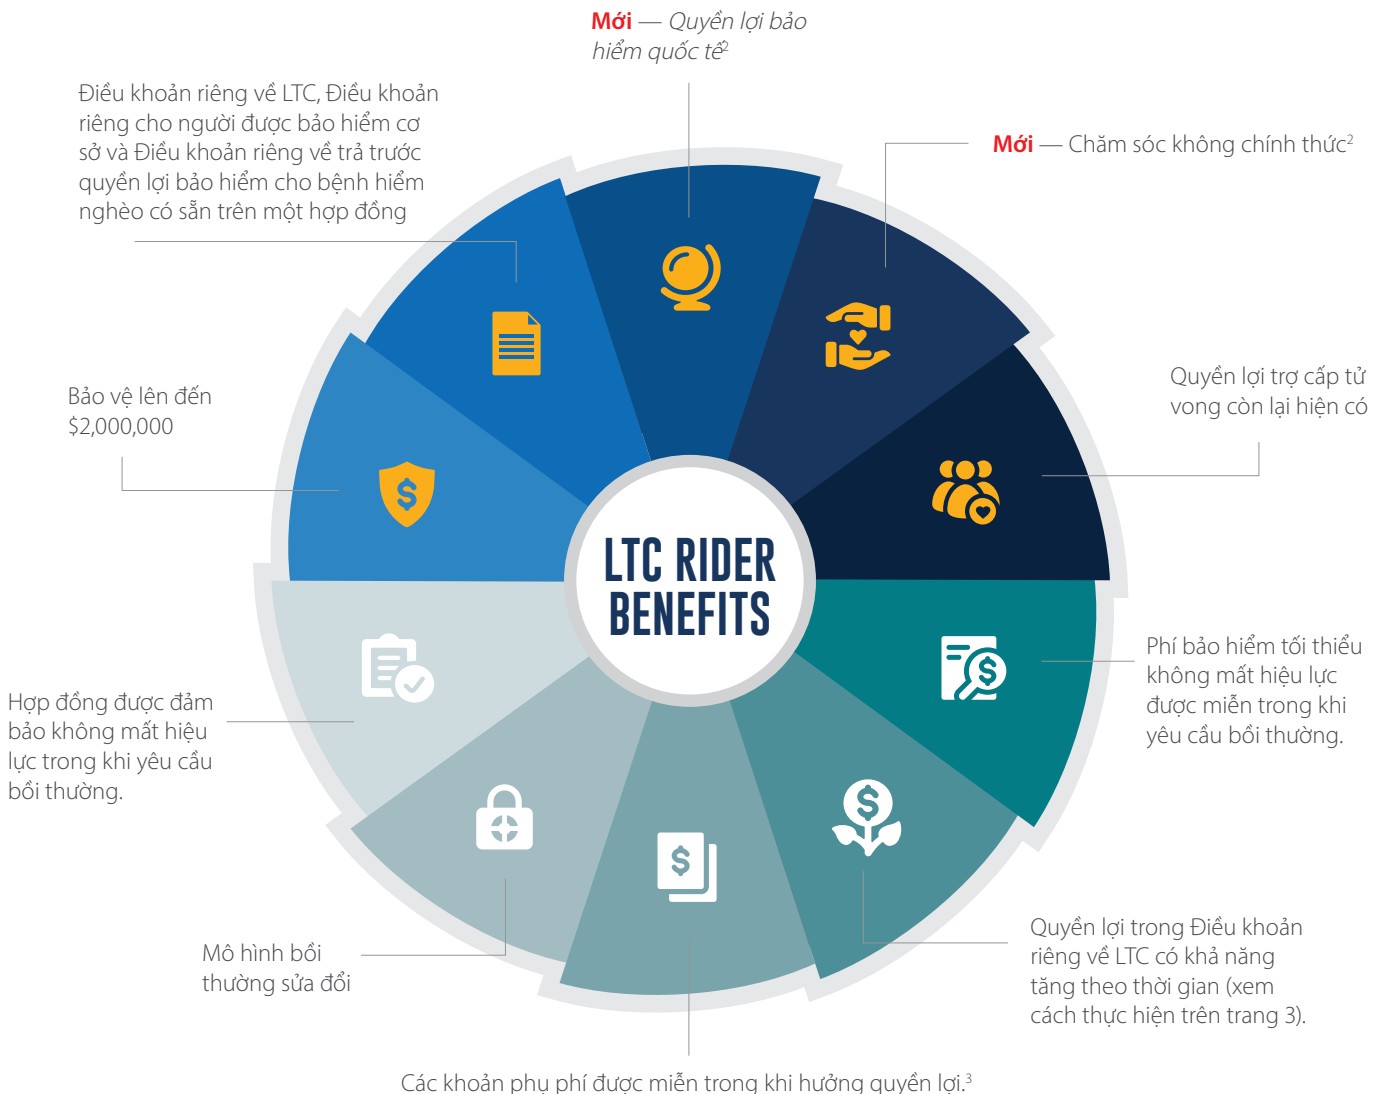 Mới — Quyền lợi bảo
hiểm quốc tế²
Điều khoản riêng về LTC, Điều khoản
riêng cho người được bảo hiểm cơ
sở và Điều khoản riêng về trả trước
quyền lợi bảo hiểm cho bệnh hiểm
nghèo có sẵn trên một hợp đồng
Mới — Chăm sóc không chính thức²
Quyền lợi trợ cấp tử
vong còn lại hiện có
Bảo vệ lên đến
$2,000,000
LTC RIDER
BENEFITS
Phí bảo hiểm tối thiểu
không mất hiệu lực
được miễn trong khi
yêu cầu bồi thường.
Hợp đồng được đảm
bảo không mất hiệu
lực trong khi yêu cầu
bồi thường.
Quyền lợi trong Điều khoản
riêng về LTC có khả năng
tăng theo thời gian (xem
cách thực hiện trên trang 3).
Mô hình bồi
thường sửa đổi
Các khoản phụ phí được miễn trong khi hưởng quyền lợi.³